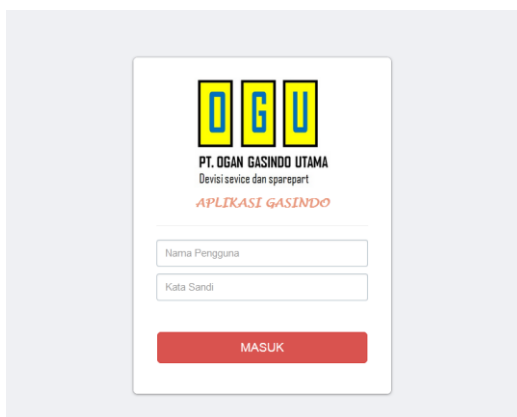 OGU
PT. OGAN GASINDO UTAMA
Devisi sevice dan sparepart
APLIKASI GASINDO
Nama Pengguna
Kata Sandi
MASUK